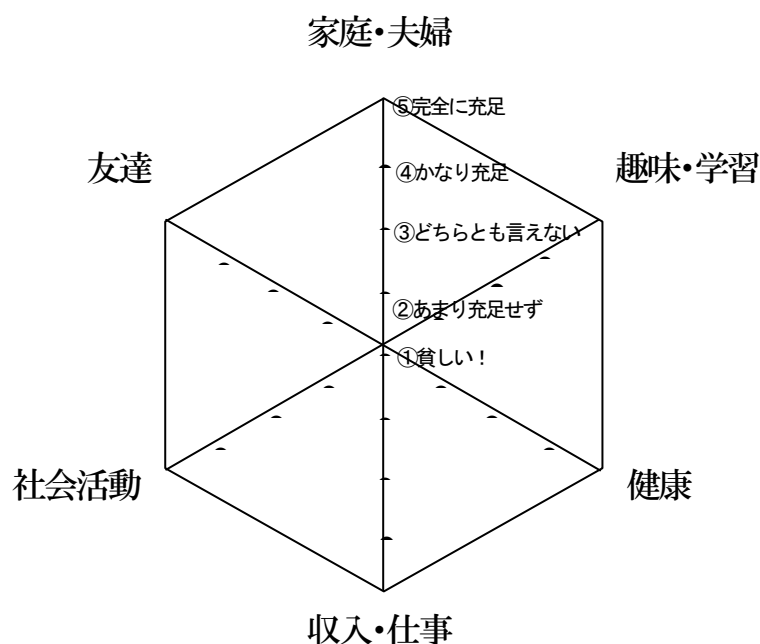 家庭・夫婦
⑤完全に充足
友達
趣味・学習
④かなり充足
③どちらとも言えない
②あまり充足せず
①貧しい！
社会活動
健康
収入・仕事